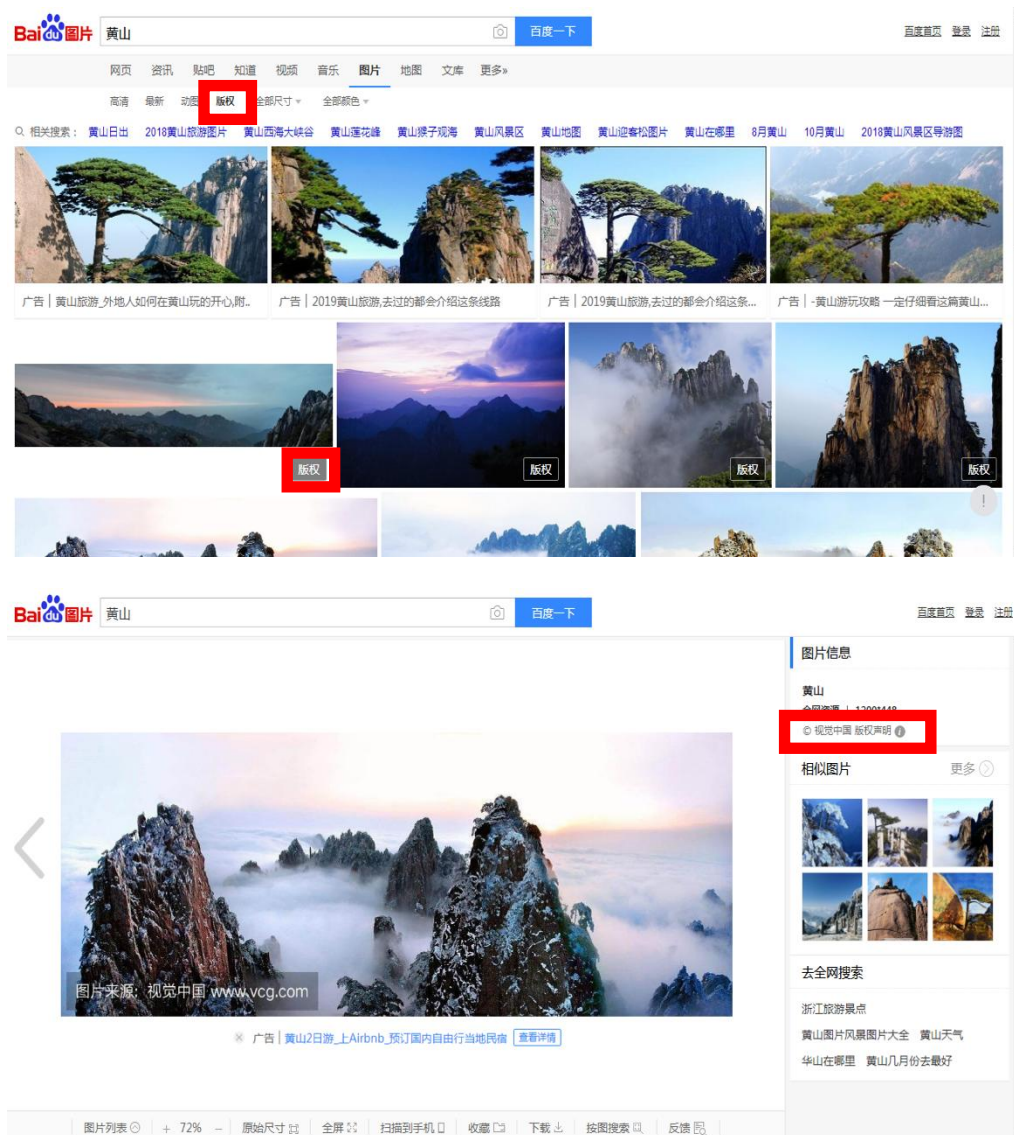 Bai du 图片 黄山 百度一下 百度首页 登录 注册
网页 资讯 贴吧 知道 视频 音乐 图片 地图 文库 更多»
高清 最新 动图 版权 全部尺寸 全部颜色
相关搜索： 黄山日出 2018黄山旅游图片 黄山西海大峡谷 黄山莲花峰 黄山猴子观海 黄山风景区 黄山地图 黄山迎客松图片 黄山在哪里 8月黄山 10月黄山 2018黄山风景区导游图
广告 | 黄山旅游_外地人如何在黄山玩的开心,附..
广告 | 2019黄山旅游,去过的都会介绍这条线路
广告 | 2019黄山旅游,去过的都会介绍这条...
广告 | -黄山游玩攻略 一定仔细看这篇黄山...
版权
版权
版权
版权
Bai du 图片 黄山 百度一下 百度首页 登录 注册
图片信息
黄山
全网资源 | 1200*448
© 视觉中国 版权声明
相似图片 更多
图片来源：视觉中国 www.vcg.com
去全网搜索
浙江旅游景点
黄山图片风景图片大全 黄山天气
华山在哪里 黄山几月份去最好
广告 | 黄山2日游_上Airbnb_预订国内自由行当地民宿 查看详情
图片列表 + 72% − 原始尺寸 全屏 扫描到手机 收藏 下载 按图搜索 反馈